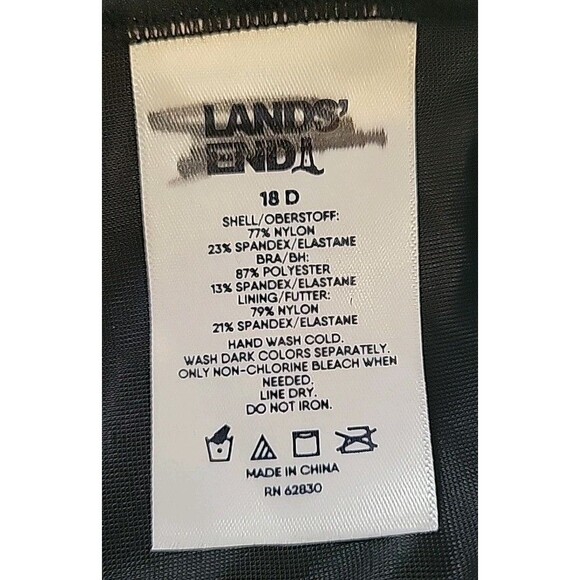 LANDS'
END
18 D
SHELL/OBERSTOFF:
77% NYLON
23% SPANDEX/ELASTANE
BRA/BH:
87% POLYESTER
13% SPANDEX/ELASTANE
LINING/FUTTER:
79% NYLON
21% SPANDEX/ELASTANE
HAND WASH COLD.
WASH DARK COLORS SEPARATELY.
ONLY NON-CHLORINE BLEACH WHEN
NEEDED.
LINE DRY.
DO NOT IRON.
MADE IN CHINA
RN 62830